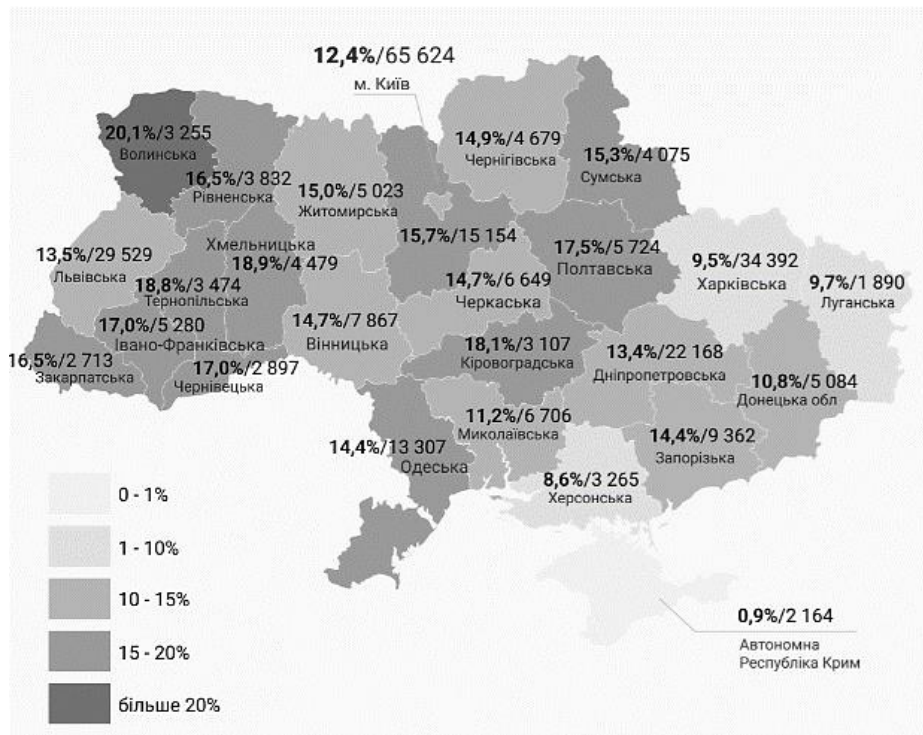 12,4%/65 624
м. Київ
14,9%/4 679
Чернігівська
15,3%/4 075
Сумська
20,1%/3 255
Волинська
16,5%/3 832
Рівненська
15,0%/5 023
Житомирська
15,7%/15 154
17,5%/5 724
Полтавська
9,5%/34 392
Харківська
9,7%/1 890
Луганська
13,5%/29 529
Львівська
Хмельницька
18,9%/4 479
18,8%/3 474
Тернопільська
14,7%/6 649
Черкаська
17,0%/5 280
Івано-Франківська
14,7%/7 867
Вінницька
18,1%/3 107
Кіровоградська
13,4%/22 168
Дніпропетровська
10,8%/5 084
Донецька обл
16,5%/2 713
Закарпатська
17,0%/2 897
Чернівецька
11,2%/6 706
Миколаївська
14,4%/13 307
Одеська
14,4%/9 362
Запорізька
8,6%/3 265
Херсонська
0 - 1%
1 - 10%
10 - 15%
15 - 20%
більше 20%
0,9%/2 164
Автономна
Республіка Крим